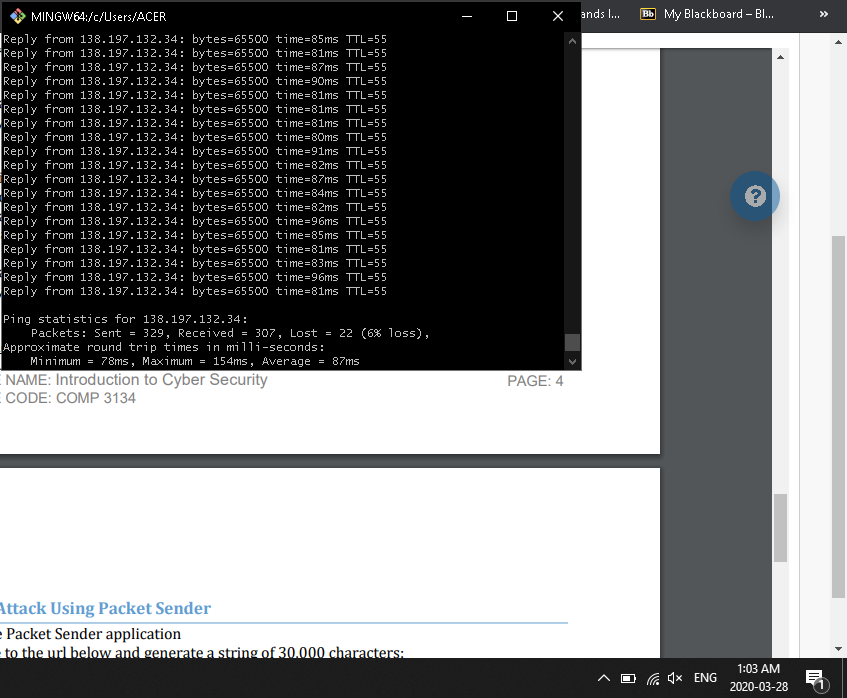 MINGW64:/c/Users/ACER
ands I...
Bb My Blackboard – Bl...
»
Reply from 138.197.132.34: bytes=65500 time=85ms TTL=55
Reply from 138.197.132.34: bytes=65500 time=81ms TTL=55
Reply from 138.197.132.34: bytes=65500 time=87ms TTL=55
Reply from 138.197.132.34: bytes=65500 time=90ms TTL=55
Reply from 138.197.132.34: bytes=65500 time=81ms TTL=55
Reply from 138.197.132.34: bytes=65500 time=81ms TTL=55
Reply from 138.197.132.34: bytes=65500 time=81ms TTL=55
Reply from 138.197.132.34: bytes=65500 time=80ms TTL=55
Reply from 138.197.132.34: bytes=65500 time=91ms TTL=55
Reply from 138.197.132.34: bytes=65500 time=82ms TTL=55
Reply from 138.197.132.34: bytes=65500 time=87ms TTL=55
Reply from 138.197.132.34: bytes=65500 time=84ms TTL=55
Reply from 138.197.132.34: bytes=65500 time=82ms TTL=55
Reply from 138.197.132.34: bytes=65500 time=96ms TTL=55
Reply from 138.197.132.34: bytes=65500 time=85ms TTL=55
Reply from 138.197.132.34: bytes=65500 time=81ms TTL=55
Reply from 138.197.132.34: bytes=65500 time=83ms TTL=55
Reply from 138.197.132.34: bytes=65500 time=96ms TTL=55
Reply from 138.197.132.34: bytes=65500 time=81ms TTL=55
Ping statistics for 138.197.132.34:
Packets: Sent = 329, Received = 307, Lost = 22 (6% loss),
Approximate round trip times in milli-seconds:
Minimum = 78ms, Maximum = 154ms, Average = 87ms
?
NAME: Introduction to Cyber Security
PAGE: 4
CODE: COMP 3134
Attack Using Packet Sender
e Packet Sender application
to the url below and generate a string of 30,000 characters:
ENG
1:03 AM
2020-03-28
1